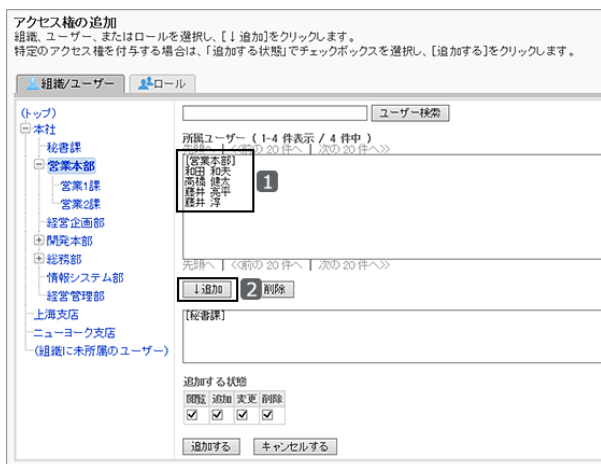 アクセス権の追加
組織、ユーザー、またはロールを選択し、[↓追加]をクリックします。
特定のアクセス権を付与する場合は、「追加する状態」でチェックボックスを選択し、[追加する]をクリックします。
組織/ユーザー
ロール
(トップ)
本社
秘書課
営業本部
営業1課
営業2課
経営企画部
開発本部
総務部
情報システム部
経営管理部
上海支店
ニューヨーク支店
(組織に未所属のユーザー)
ユーザー検索
所属ユーザー ( 1-4 件表示 / 4 件中 )
先頭へ | <<前の 20 件へ | 次の 20 件へ>>
[営業本部]
和田 和夫
高橋 健太
藤井 亮平
藤井 淳
1
先頭へ | <<前の 20 件へ | 次の 20 件へ>>
↓追加
2
削除
[秘書課]
追加する状態
閲覧 追加 変更 削除
追加する
キャンセルする